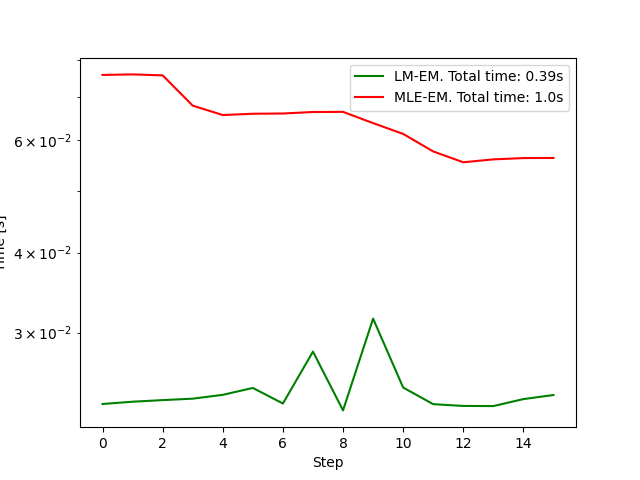 LM-EM. Total time: 0.39s
MLE-EM. Total time: 1.0s
6 × 10⁻²
4 × 10⁻²
3 × 10⁻²
0 2 4 6 8 10 12 14
Step